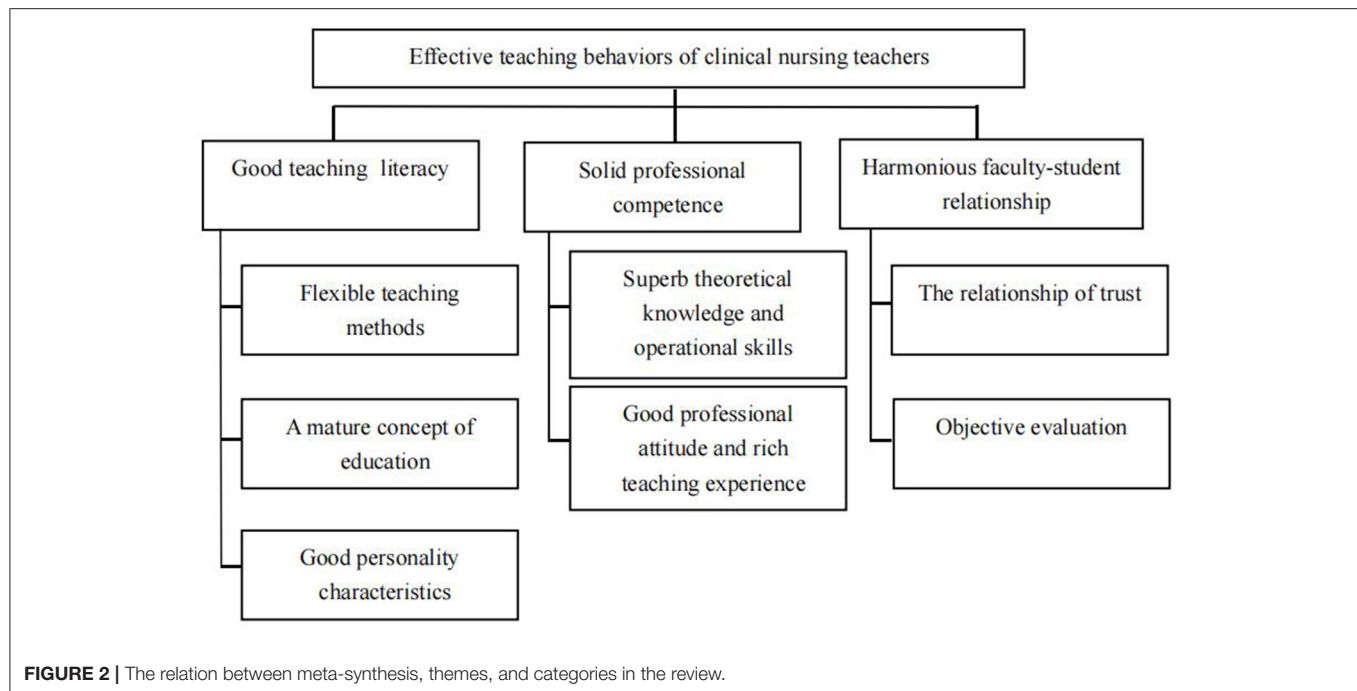 Effective teaching behaviors of clinical nursing teachers
Good teaching literacy
Flexible teaching
methods
A mature concept of
education
Good personality
characteristics
Solid professional
competence
Superb theoretical
knowledge and
operational skills
Good professional
attitude and rich
teaching experience
Harmonious faculty-student
relationship
The relationship of trust
Objective evaluation
FIGURE 2 | The relation between meta-synthesis, themes, and categories in the review.